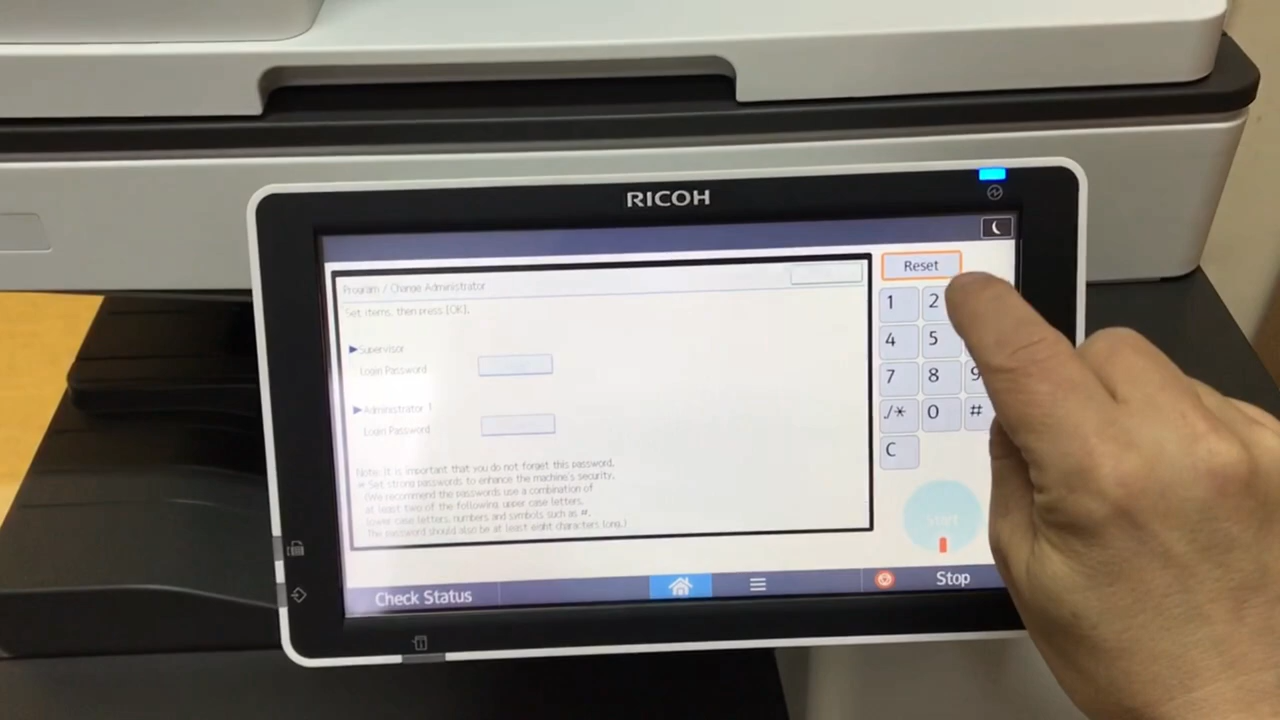 RICOH
Reset
Program / Change Administrator
Set items, then press [OK].
1 2
▶Supervisor
4 5
Login Password
7 8 9
▶Administrator 1
./* 0 #
Login Password
C
Note: it is important that you do not forget this password.
* Set strong passwords to enhance the machine's security.
(We recommend the passwords use a combination of
at least two of the following: upper case letters,
lower case letters, numbers and symbols such as #.
The password should also be at least eight characters long.)
Start
Check Status
Stop